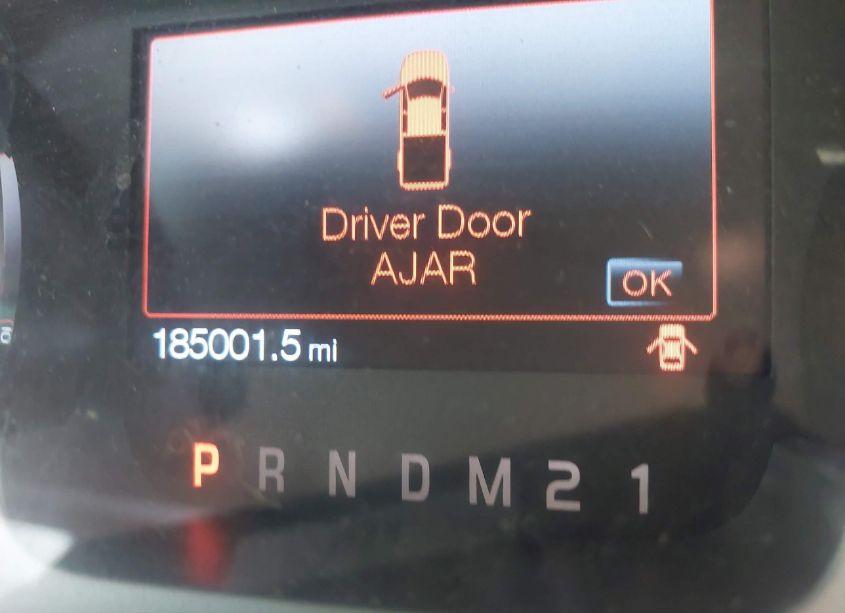 Driver Door
AJAR
OK
185001.5 mi
P R N D M 2 1